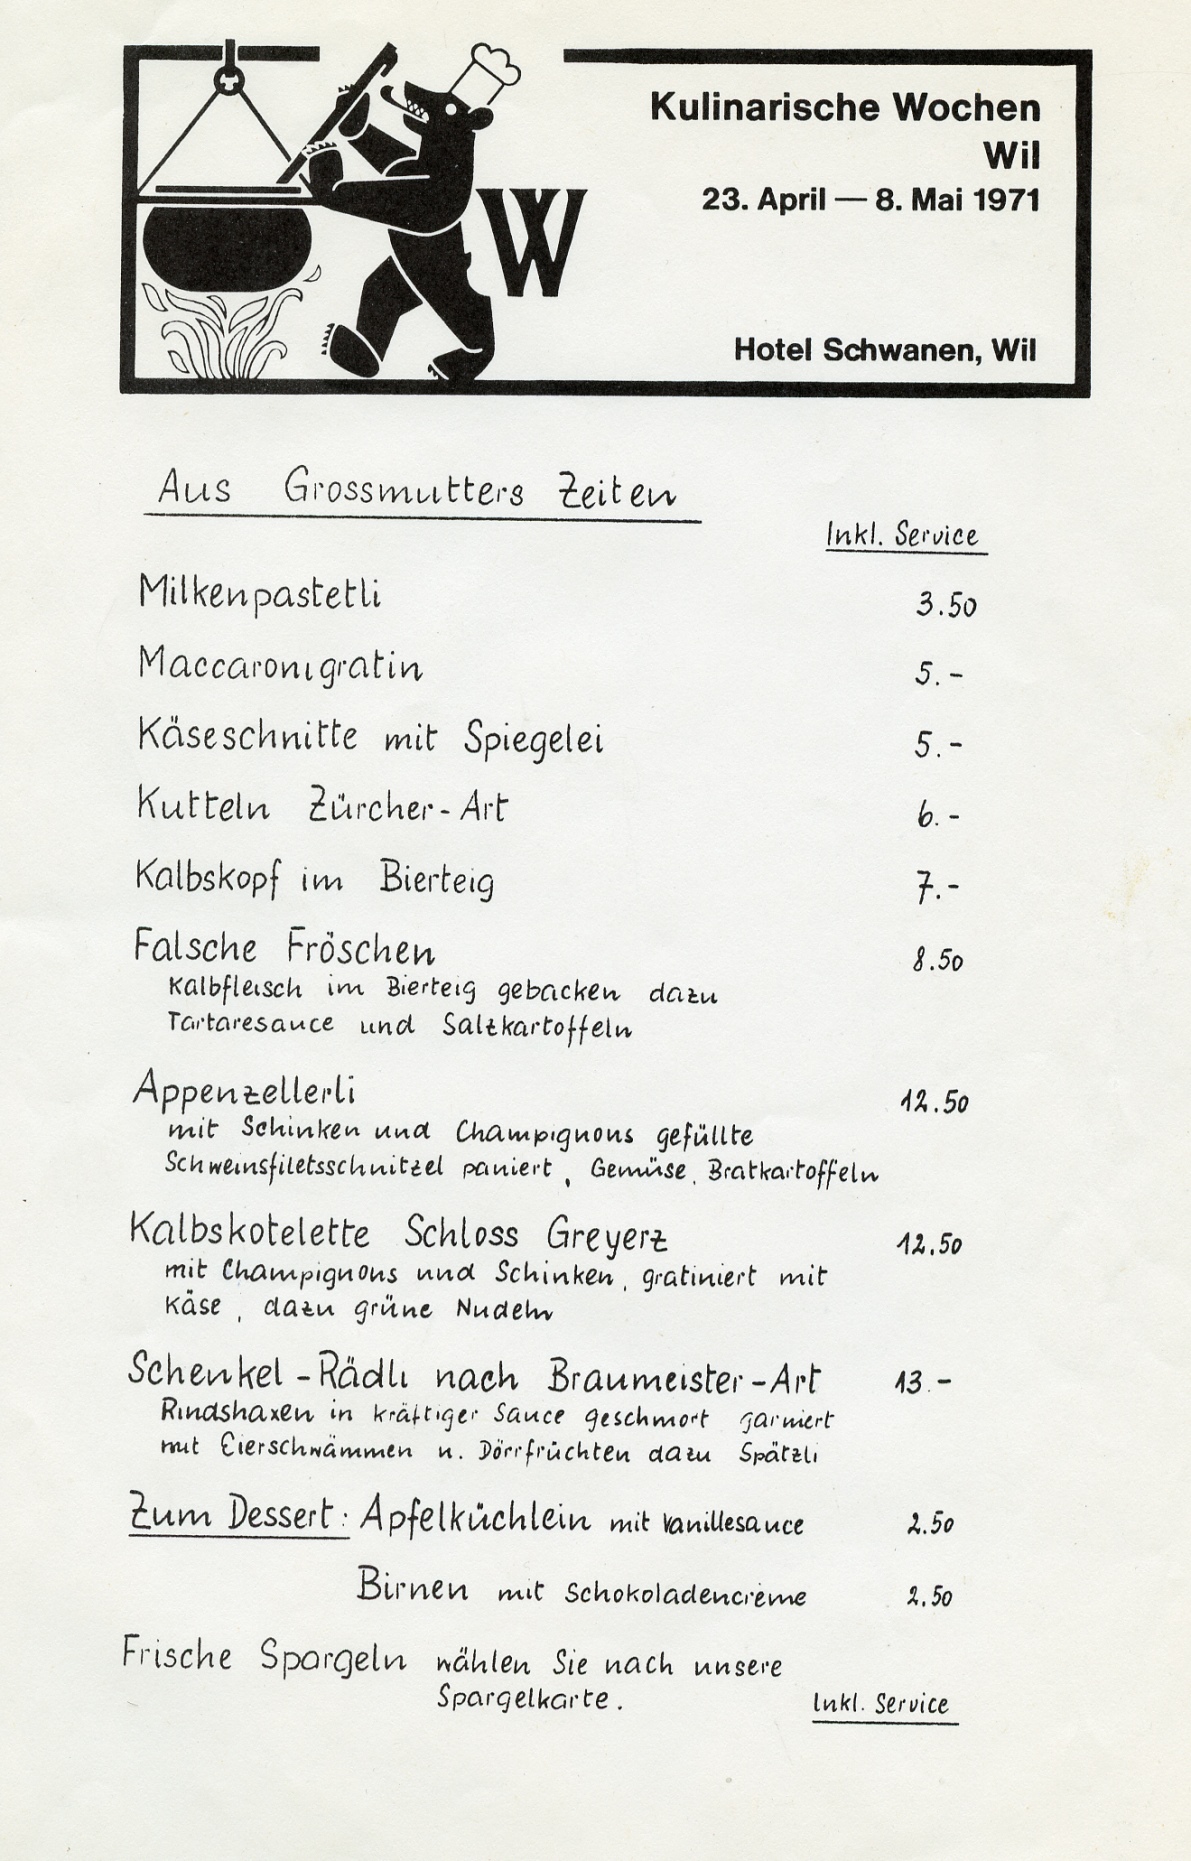 Kulinarische Wochen
Wil
23. April — 8. Mai 1971
W
Hotel Schwanen, Wil
Aus Grossmutters Zeiten
Inkl. Service
Milkenpastetli 3.50
Maccaronigratin 5.-
Käseschnitte mit Spiegelei 5.-
Kutteln Zürcher-Art 6.-
Kalbskopf im Bierteig 7.-
Falsche Fröschen 8.50
Kalbfleisch im Bierteig gebacken dazu
Tartaresauce und Salzkartoffeln
Appenzellerli 12.50
mit Schinken und Champignons gefüllte
Schweinsfiletsschnitzel paniert, Gemüse, Bratkartoffeln
Kalbskotelette Schloss Greyerz 12.50
mit Champignons und Schinken, gratiniert mit
Käse, dazu grüne Nudeln
Schenkel-Rädli nach Braumeister-Art 13.-
Rindshaxen in kräftiger Sauce geschmort garniert
mit Eierschwämmen u. Dörrfrüchten dazu Spätzli
Zum Dessert: Apfelküchlein mit Vanillesauce 2.50
Birnen mit Schokoladencrème 2.50
Frische Spargeln wählen Sie nach unsere
Spargelkarte.
Inkl. Service